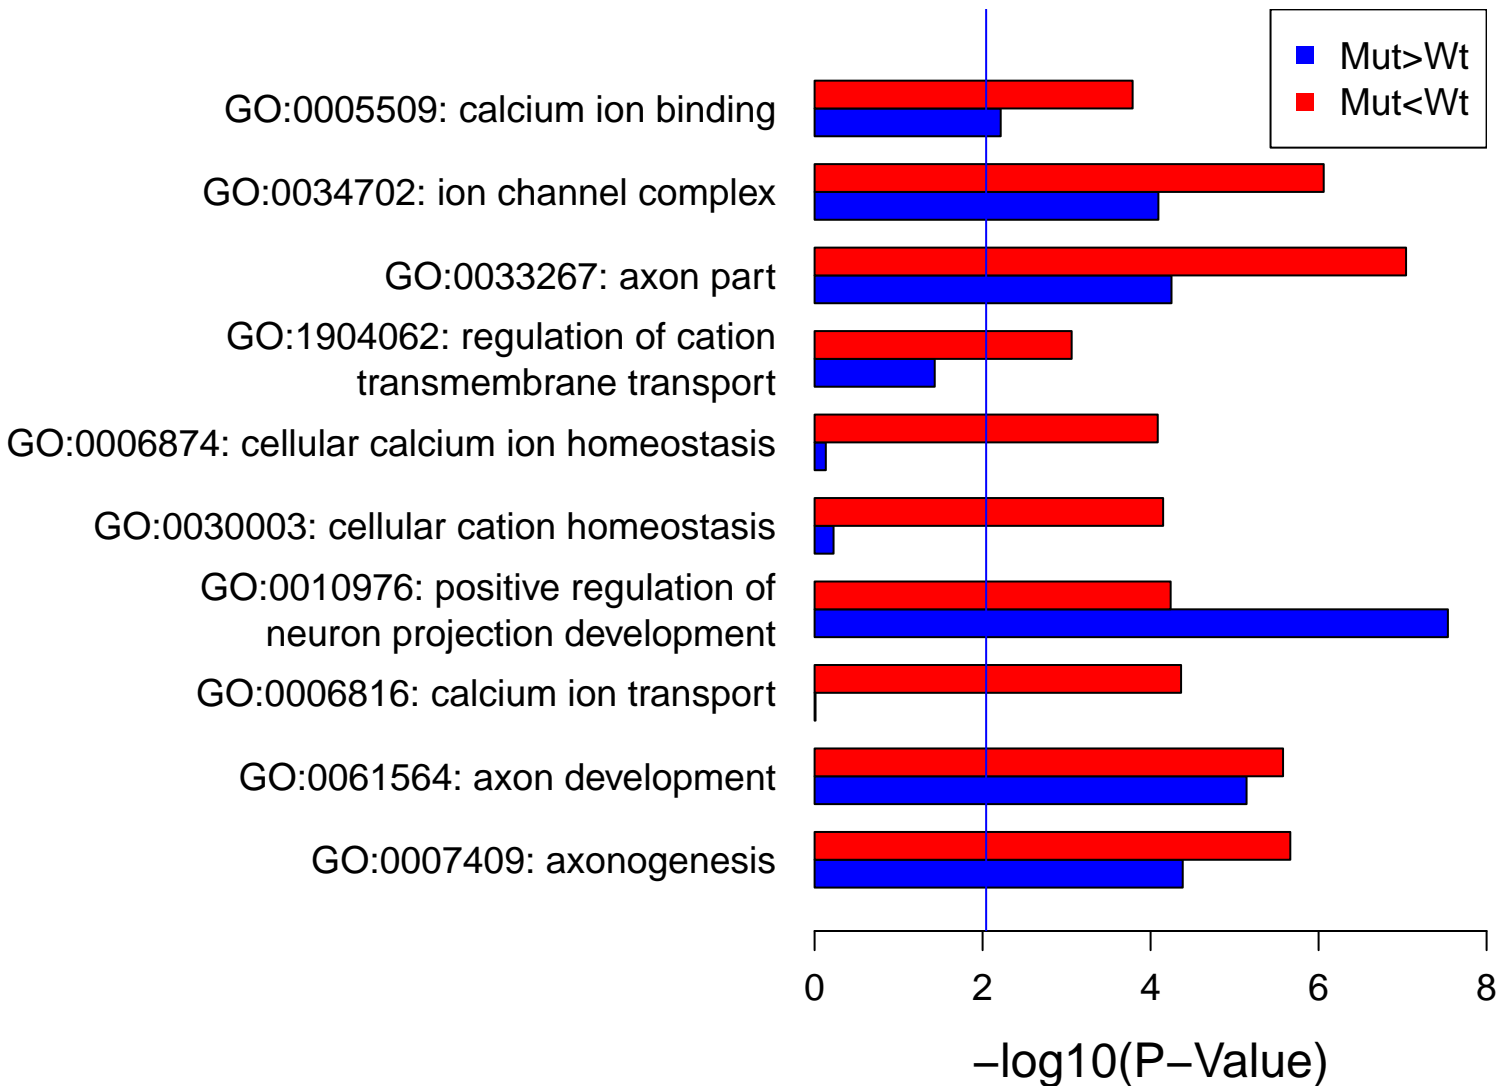 Mut>Wt
Mut<Wt
GO:0005509: calcium ion binding
GO:0034702: ion channel complex
GO:0033267: axon part
GO:1904062: regulation of cation
transmembrane transport
GO:0006874: cellular calcium ion homeostasis
GO:0030003: cellular cation homeostasis
GO:0010976: positive regulation of
neuron projection development
GO:0006816: calcium ion transport
GO:0061564: axon development
GO:0007409: axonogenesis
0 2 4 6 8
−log10(P−Value)